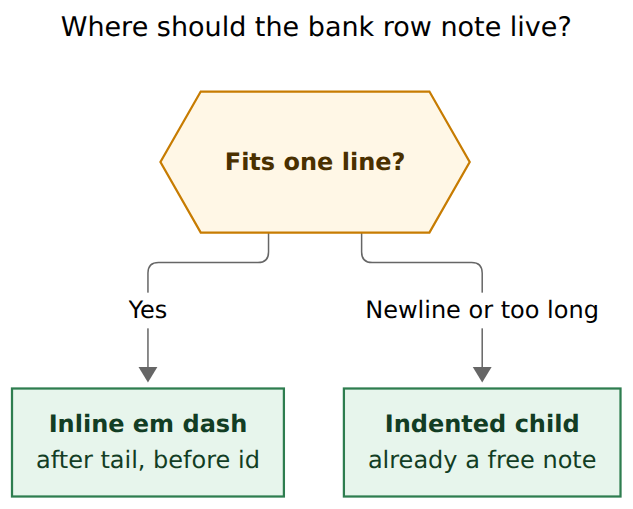 Where should the bank row note live?
Fits one line?
Yes
Newline or too long
Inline em dash
after tail, before id
Indented child
already a free note